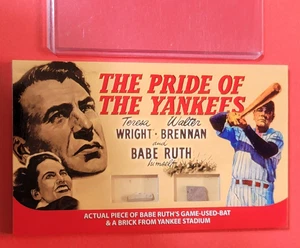 THE PRIDE OF
THE YANKEES
Teresa Walter
WRIGHT · BRENNAN
and
BABE RUTH
himself
ACTUAL PIECE OF BABE RUTH'S GAME-USED-BAT
& A BRICK FROM YANKEE STADIUM